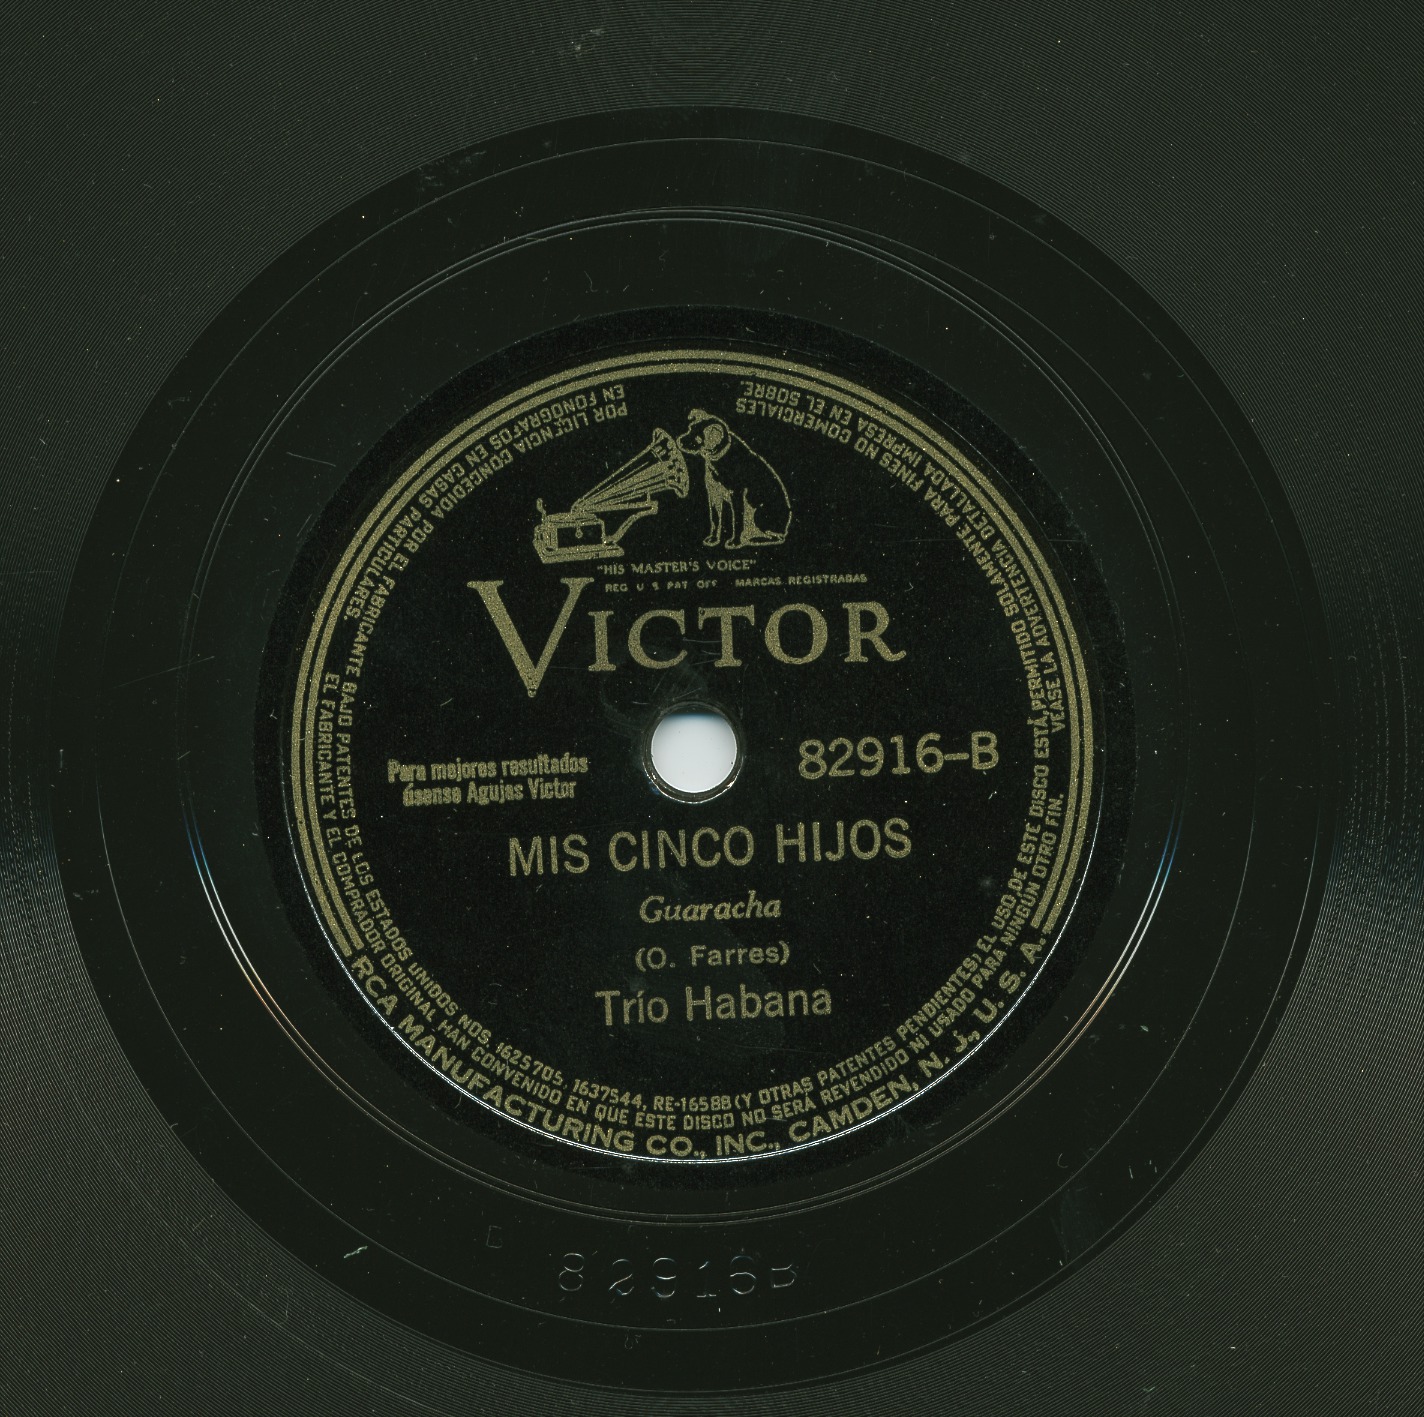 "HIS MASTER'S VOICE"
REG. U. S. PAT. OFF. MARCAS REGISTRADAS
VICTOR
Para mejores resultados
úsense Agujas Victor
82916-B
MIS CINCO HIJOS
Guaracha
(O. Farres)
Trío Habana
POR LICENCIA CONCEDIDA POR EL FABRICANTE BAJO PATENTES DE LOS ESTADOS UNIDOS NOS. 1625705, 1637544, RE-16588 (Y OTRAS PATENTES PENDIENTES) EL USO DE ESTE DISCO ESTÁ PERMITIDO SOLAMENTE PARA FINES NO COMERCIALES
EN FONOGRAFOS EN CASAS PARTICULARES.
EL FABRICANTE Y EL COMPRADOR ORIGINAL HAN CONVENIDO EN QUE ESTE DISCO NO SERÁ REVENDIDO NI USADO PARA NINGUN OTRO FIN.
VEASE LA ADVERTENCIA DETALLADA IMPRESA EN EL SOBRE.
RCA MANUFACTURING CO., INC., CAMDEN, N. J., U. S. A.
82916B